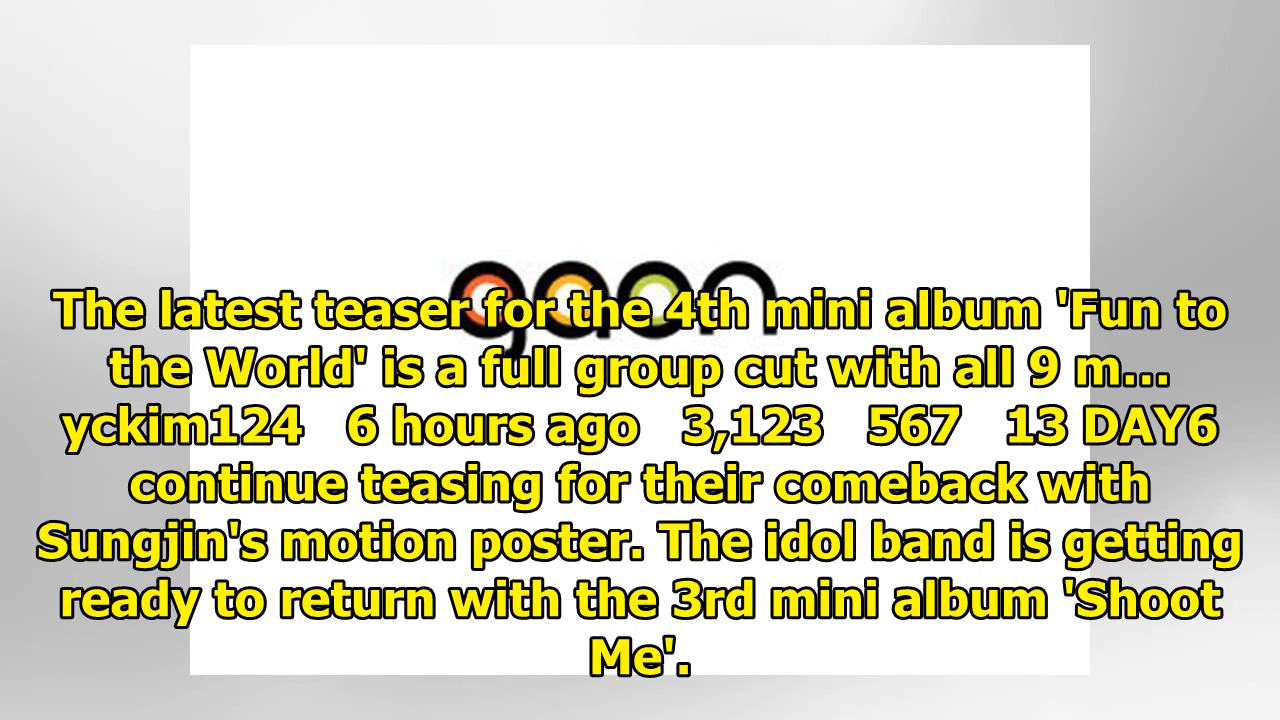 gaon
The latest teaser for the 4th mini album 'Fun to
the World' is a full group cut with all 9 m...
yckim124 6 hours ago 3,123 567 13 DAY6
continue teasing for their comeback with
Sungjin's motion poster. The idol band is getting
ready to return with the 3rd mini album 'Shoot
Me'.